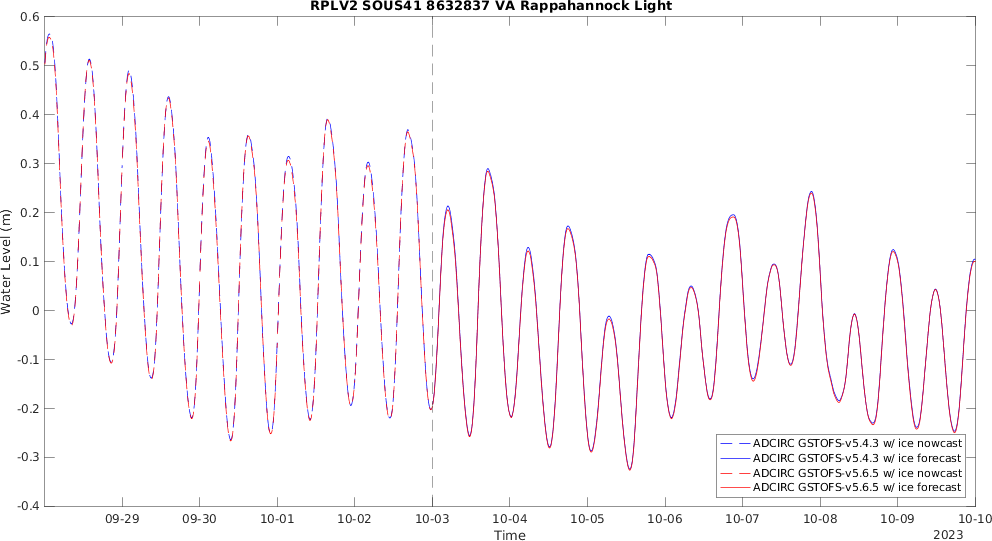 RPLV2 SOUS41 8632837 VA Rappahannock Light
0.6
0.5
0.4
0.3
0.2
0.1
0
-0.1
-0.2
-0.3
-0.4
Water Level (m)
ADCIRC GSTOFS-v5.4.3 w/ ice nowcast
ADCIRC GSTOFS-v5.4.3 w/ ice forecast
ADCIRC GSTOFS-v5.6.5 w/ ice nowcast
ADCIRC GSTOFS-v5.6.5 w/ ice forecast
09-29 09-30 10-01 10-02 10-03 10-04 10-05 10-06 10-07 10-08 10-09 10-10
Time
2023